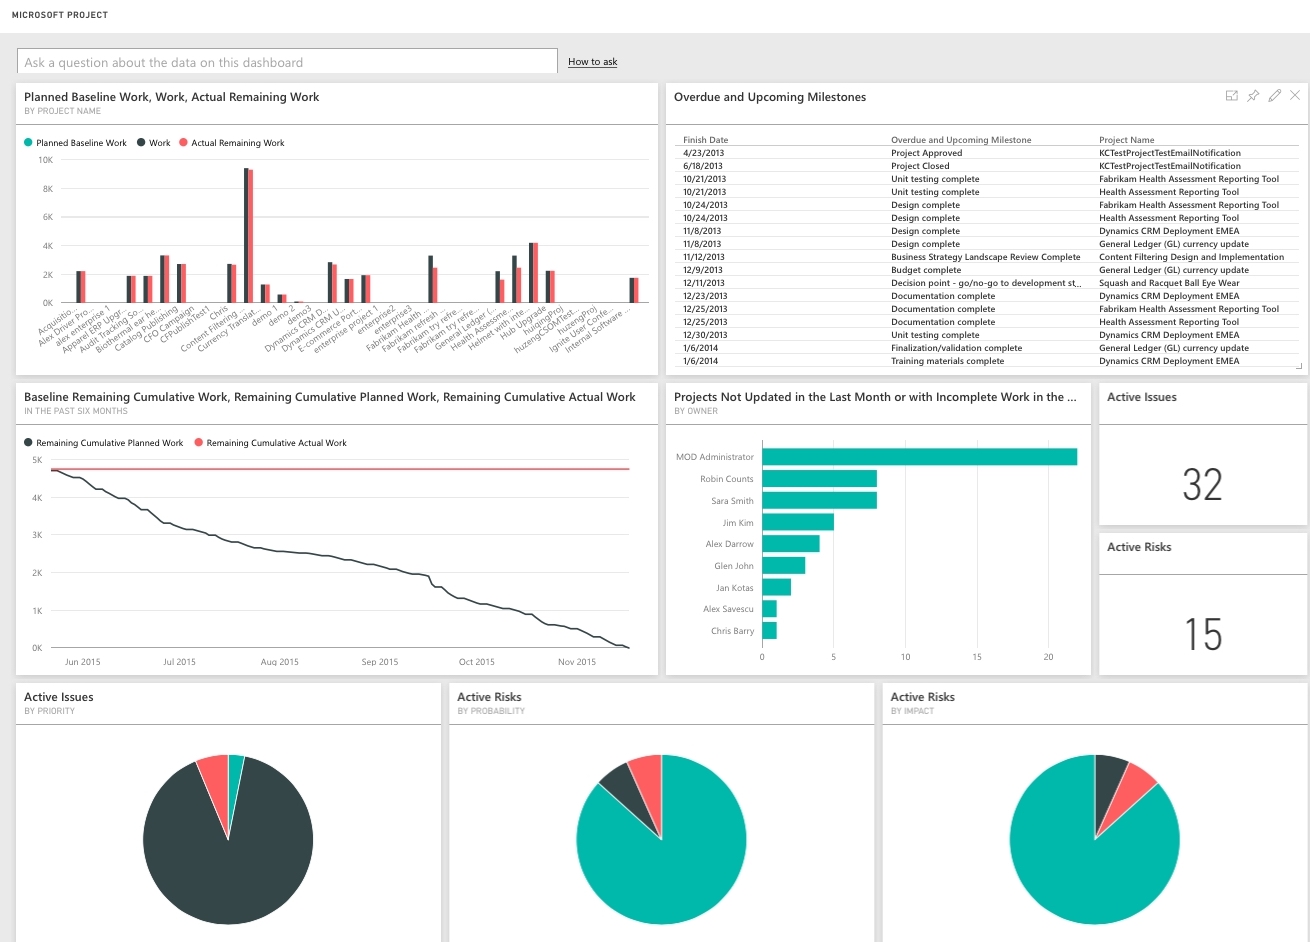 MICROSOFT PROJECT
Ask a question about the data on this dashboard
How to ask
Planned Baseline Work, Work, Actual Remaining Work
BY PROJECT NAME
Planned Baseline Work Work Actual Remaining Work
10K
8K
6K
4K
2K
0K
Acquisitio...
Alex Driver Pro...
alex enterprise 1
Apparel ERP Upgr...
Audit Tracking So...
Biothermal ear he...
Catalog Publishing
CFO Campaign
CFPublishTest1
Chris
Content Filtering ...
Currency Translat...
demo 1
demo 2
demo3
Dynamics CRM D...
Dynamics CRM U...
E-commerce Port...
enterprise project 1
enterprise2
enterprise3
Fabrikam Health ...
Fabrikam refresh
Fabrikam try refre...
Fabrikam try refre...
General Ledger (...
Health Assessme...
Helmet with inte...
Hub_Upgrade
huqingProj
huzengCSOMTest...
huzengProj
Ignite User Confe...
Internal Software ...
Overdue and Upcoming Milestones
Finish Date Overdue and Upcoming Milestone Project Name
4/23/2013 Project Approved KCTestProjectTestEmailNotification
6/18/2013 Project Closed KCTestProjectTestEmailNotification
10/21/2013 Unit testing complete Fabrikam Health Assessment Reporting Tool
10/21/2013 Unit testing complete Health Assessment Reporting Tool
10/24/2013 Design complete Fabrikam Health Assessment Reporting Tool
10/24/2013 Design complete Health Assessment Reporting Tool
11/8/2013 Design complete Dynamics CRM Deployment EMEA
11/8/2013 Design complete General Ledger (GL) currency update
11/12/2013 Business Strategy Landscape Review Complete Content Filtering Design and Implementation
12/9/2013 Budget complete General Ledger (GL) currency update
12/11/2013 Decision point - go/no-go to development st... Squash and Racquet Ball Eye Wear
12/23/2013 Documentation complete Dynamics CRM Deployment EMEA
12/25/2013 Documentation complete Fabrikam Health Assessment Reporting Tool
12/25/2013 Documentation complete Health Assessment Reporting Tool
12/30/2013 Unit testing complete Dynamics CRM Deployment EMEA
1/6/2014 Finalization/validation complete General Ledger (GL) currency update
1/6/2014 Training materials complete Dynamics CRM Deployment EMEA
Baseline Remaining Cumulative Work, Remaining Cumulative Planned Work, Remaining Cumulative Actual Work
IN THE PAST SIX MONTHS
Remaining Cumulative Planned Work Remaining Cumulative Actual Work
5K
4K
3K
2K
1K
0K
Jun 2015 Jul 2015 Aug 2015 Sep 2015 Oct 2015 Nov 2015
Projects Not Updated in the Last Month or with Incomplete Work in the ...
BY OWNER
MOD Administrator
Robin Counts
Sara Smith
Jim Kim
Alex Darrow
Glen John
Jan Kotas
Alex Savescu
Chris Barry
0 5 10 15 20
Active Issues
32
Active Risks
15
Active Issues
BY PRIORITY
Active Risks
BY PROBABILITY
Active Risks
BY IMPACT